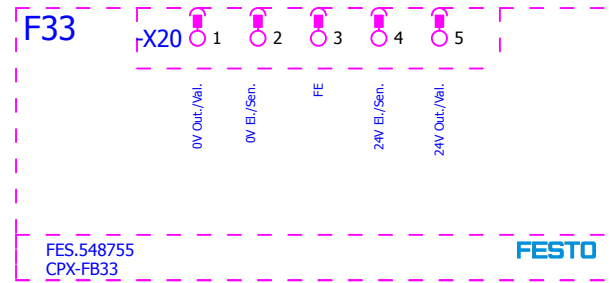 F33
-X20 1 2 3 4 5
0V Out./Val.
0V El./Sen.
FE
24V El./Sen.
24V Out./Val.
FES.548755
CPX-FB33
FESTO